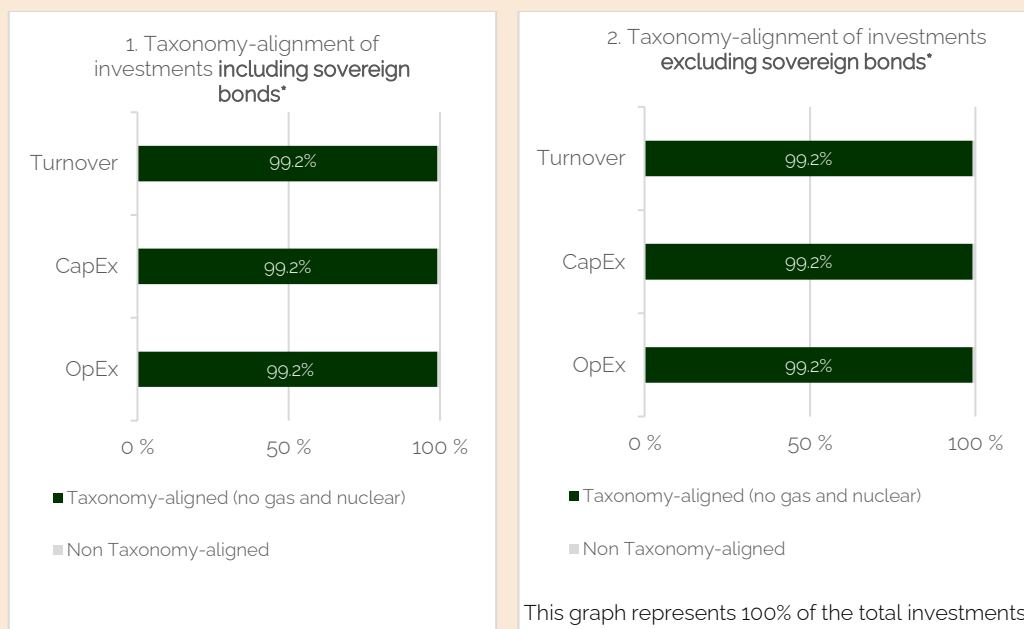 1. Taxonomy-alignment of
investments including sovereign
bonds*
Turnover
99.2%
CapEx
99.2%
OpEx
99.2%
0 %
50 %
100 %
Taxonomy-aligned (no gas and nuclear)
Non Taxonomy-aligned
2. Taxonomy-alignment of investments
excluding sovereign bonds*
Turnover
99.2%
CapEx
99.2%
OpEx
99.2%
0 %
50 %
100 %
Taxonomy-aligned (no gas and nuclear)
Non Taxonomy-aligned
This graph represents 100% of the total investments